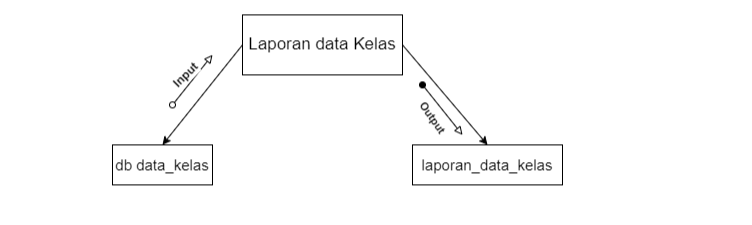 Laporan data Kelas
Input
Output
db data_kelas
laporan_data_kelas